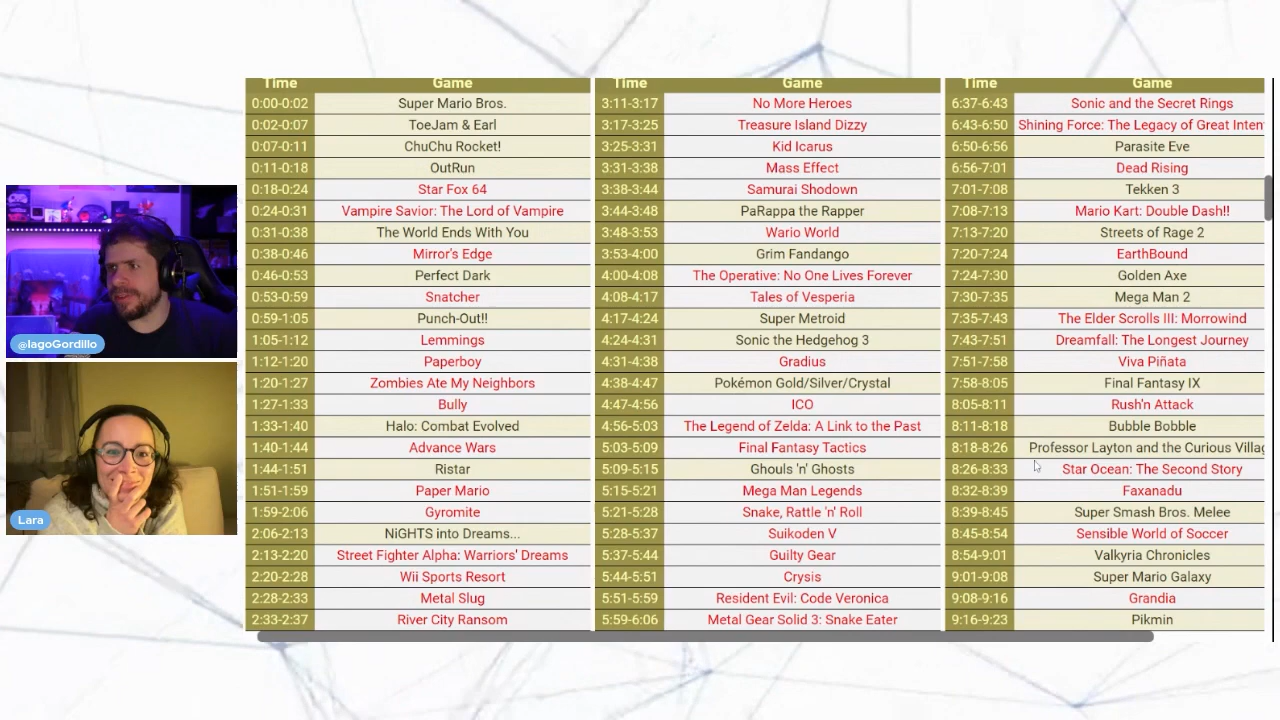 Time Game
0:00-0:02 Super Mario Bros.
0:02-0:07 ToeJam & Earl
0:07-0:11 ChuChu Rocket!
0:11-0:18 OutRun
0:18-0:24 Star Fox 64
0:24-0:31 Vampire Savior: The Lord of Vampire
0:31-0:38 The World Ends With You
0:38-0:46 Mirror's Edge
0:46-0:53 Perfect Dark
0:53-0:59 Snatcher
0:59-1:05 Punch-Out!!
1:05-1:12 Lemmings
1:12-1:20 Paperboy
1:20-1:27 Zombies Ate My Neighbors
1:27-1:33 Bully
1:33-1:40 Halo: Combat Evolved
1:40-1:44 Advance Wars
1:44-1:51 Ristar
1:51-1:59 Paper Mario
1:59-2:06 Gyromite
2:06-2:13 NiGHTS into Dreams...
2:13-2:20 Street Fighter Alpha: Warriors' Dreams
2:20-2:28 Wii Sports Resort
2:28-2:33 Metal Slug
2:33-2:37 River City Ransom
Time Game
3:11-3:17 No More Heroes
3:17-3:25 Treasure Island Dizzy
3:25-3:31 Kid Icarus
3:31-3:38 Mass Effect
3:38-3:44 Samurai Shodown
3:44-3:48 PaRappa the Rapper
3:48-3:53 Wario World
3:53-4:00 Grim Fandango
4:00-4:08 The Operative: No One Lives Forever
4:08-4:17 Tales of Vesperia
4:17-4:24 Super Metroid
4:24-4:31 Sonic the Hedgehog 3
4:31-4:38 Gradius
4:38-4:47 Pokémon Gold/Silver/Crystal
4:47-4:56 ICO
4:56-5:03 The Legend of Zelda: A Link to the Past
5:03-5:09 Final Fantasy Tactics
5:09-5:15 Ghouls 'n' Ghosts
5:15-5:21 Mega Man Legends
5:21-5:28 Snake, Rattle 'n' Roll
5:28-5:37 Suikoden V
5:37-5:44 Guilty Gear
5:44-5:51 Crysis
5:51-5:59 Resident Evil: Code Veronica
5:59-6:06 Metal Gear Solid 3: Snake Eater
Time Game
6:37-6:43 Sonic and the Secret Rings
6:43-6:50 Shining Force: The Legacy of Great Inten
6:50-6:56 Parasite Eve
6:56-7:01 Dead Rising
7:01-7:08 Tekken 3
7:08-7:13 Mario Kart: Double Dash!!
7:13-7:20 Streets of Rage 2
7:20-7:24 EarthBound
7:24-7:30 Golden Axe
7:30-7:35 Mega Man 2
7:35-7:43 The Elder Scrolls III: Morrowind
7:43-7:51 Dreamfall: The Longest Journey
7:51-7:58 Viva Piñata
7:58-8:05 Final Fantasy IX
8:05-8:11 Rush'n Attack
8:11-8:18 Bubble Bobble
8:18-8:26 Professor Layton and the Curious Villag
8:26-8:33 Star Ocean: The Second Story
8:32-8:39 Faxanadu
8:39-8:45 Super Smash Bros. Melee
8:45-8:54 Sensible World of Soccer
8:54-9:01 Valkyria Chronicles
9:01-9:08 Super Mario Galaxy
9:08-9:16 Grandia
9:16-9:23 Pikmin
@IagoGordillo
Lara